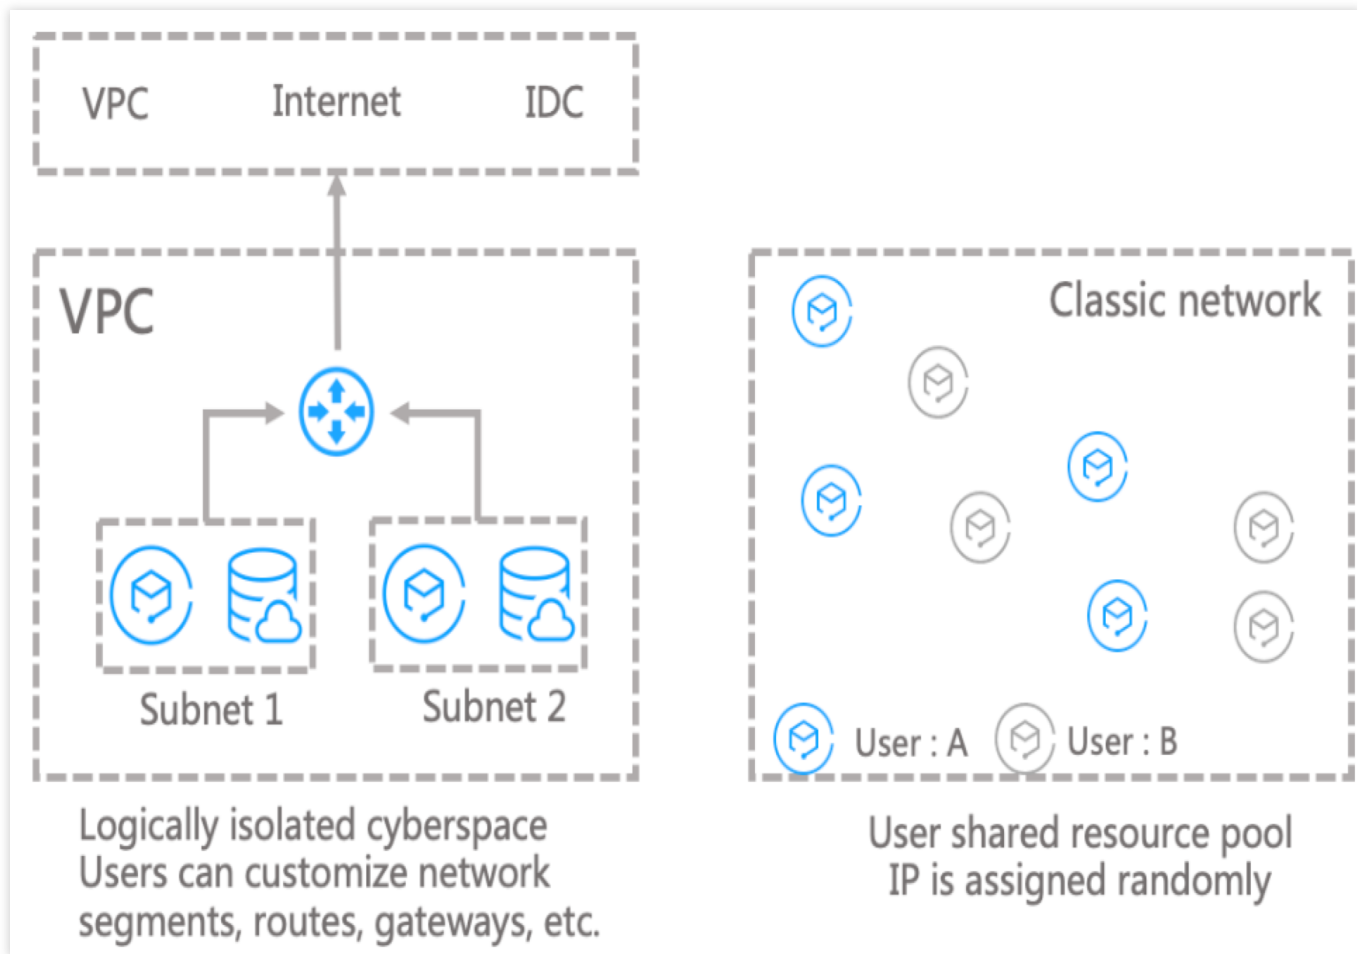 VPC Internet IDC
VPC
Subnet 1 Subnet 2
Logically isolated cyberspace
Users can customize network
segments, routes, gateways, etc.
Classic network
User : A User : B
User shared resource pool
IP is assigned randomly